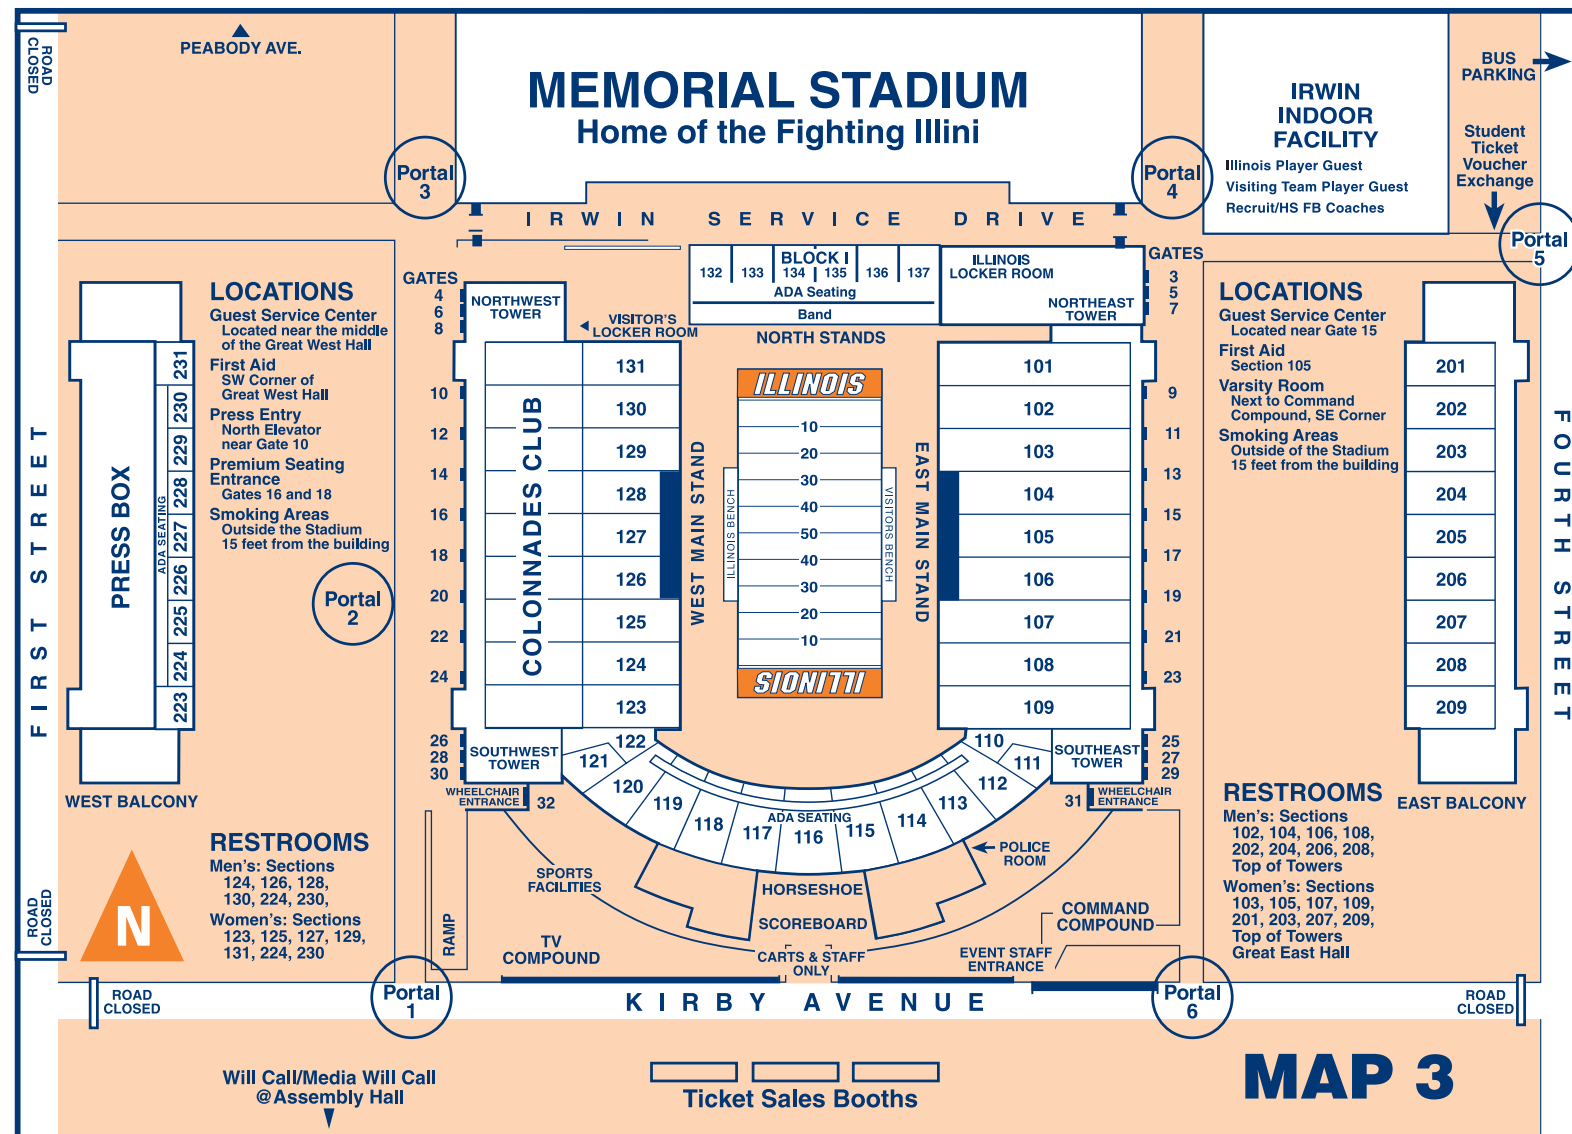 ROAD
CLOSED
PEABODY AVE.
MEMORIAL STADIUM
Home of the Fighting Illini
IRWIN
INDOOR
FACILITY
Illinois Player Guest
Visiting Team Player Guest
Recruit/HS FB Coaches
BUS
PARKING
Student
Ticket
Voucher
Exchange
Portal
3
Portal
4
Portal
5
IRWIN SERVICE DRIVE
BLOCK I
132 133 134 135 136 137
ADA Seating
Band
NORTH STANDS
ILLINOIS
LOCKER ROOM
NORTHEAST
TOWER
GATES
3
5
7
9
11
13
15
17
19
21
23
25
27
29
31
WHEELCHAIR
ENTRANCE
GATES
4
6
8
10
12
14
16
18
20
22
24
26
28
30
WHEELCHAIR
ENTRANCE
32
NORTHWEST
TOWER
VISITOR'S
LOCKER ROOM
LOCATIONS
Guest Service Center
Located near the middle
of the Great West Hall
First Aid
SW Corner of
Great West Hall
Press Entry
North Elevator
near Gate 10
Premium Seating
Entrance
Gates 16 and 18
Smoking Areas
Outside the Stadium
15 feet from the building
Portal
2
FIRST STREET
PRESS BOX
ADA SEATING
231
230
229
228
227
226
225
224
223
WEST BALCONY
COLONNADES CLUB
131
130
129
128
127
126
125
124
123
WEST MAIN STAND
ILLINOIS BENCH
ILLINOIS
10
20
30
40
50
40
30
20
10
ILLINOIS
VISITORS BENCH
EAST MAIN STAND
101
102
103
104
105
106
107
108
109
LOCATIONS
Guest Service Center
Located near Gate 15
First Aid
Section 105
Varsity Room
Next to Command
Compound, SE Corner
Smoking Areas
Outside of the Stadium
15 feet from the building
201
202
203
204
205
206
207
208
209
EAST BALCONY
FOURTH STREET
SOUTHWEST
TOWER
SOUTHEAST
TOWER
122
121
120
119
118
117
116
115
114
113
112
111
110
ADA SEATING
POLICE
ROOM
SPORTS
FACILITIES
HORSESHOE
SCOREBOARD
RESTROOMS
Men's: Sections
124, 126, 128,
130, 224, 230,
Women's: Sections
123, 125, 127, 129,
131, 224, 230
RESTROOMS
Men's: Sections
102, 104, 106, 108,
202, 204, 206, 208,
Top of Towers
Women's: Sections
103, 105, 107, 109,
201, 203, 207, 209,
Top of Towers
Great East Hall
N
ROAD
CLOSED
RAMP
TV
COMPOUND
CARTS & STAFF
ONLY
EVENT STAFF
ENTRANCE
COMMAND
COMPOUND
ROAD
CLOSED
Portal
1
KIRBY AVENUE
Portal
6
ROAD
CLOSED
Will Call/Media Will Call
@Assembly Hall
Ticket Sales Booths
MAP 3